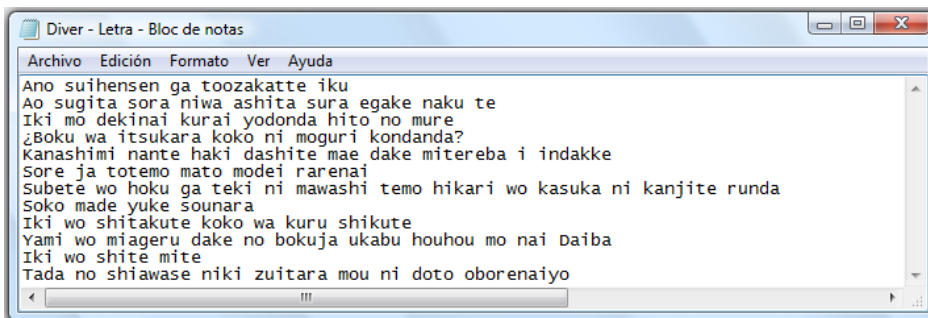 Diver - Letra - Bloc de notas
Archivo Edición Formato Ver Ayuda
Ano suihensen ga toozakatte iku
Ao sugita sora niwa ashita sura egake naku te
Iki mo dekinai kurai yodonda hito no mure
¿Boku wa itsukara koko ni moguri kondanda?
Kanashimi nante haki dashite mae dake mitereba i indakke
Sore ja totemo mato modei rarenai
Subete wo hoku ga teki ni mawashi temo hikari wo kasuka ni kanjite runda
Soko made yuke sounara
Iki wo shitakute koko wa kuru shikute
Yami wo miageru dake no bokuja ukabu houhou mo nai Daiba
Iki wo shite mite
Tada no shiawase niki zuitara mou ni doto oborenaiyo